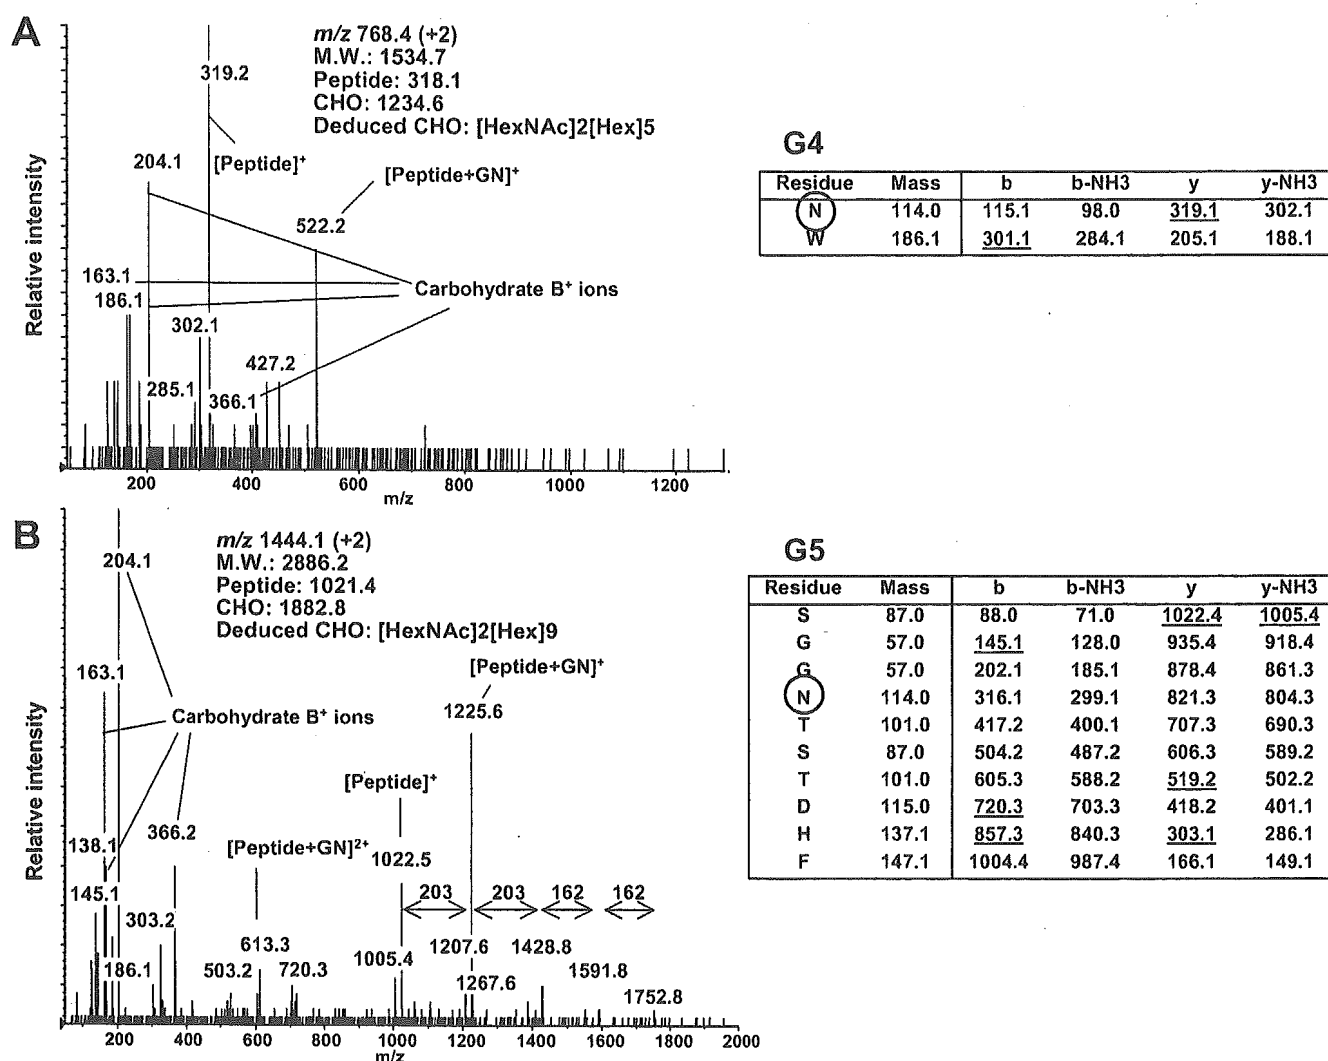 A
m/z 768.4 (+2)
M.W.: 1534.7
Peptide: 318.1
CHO: 1234.6
Deduced CHO: [HexNAc]2[Hex]5
319.2
204.1
[Peptide]+
[Peptide+GN]+
522.2
163.1
186.1
Carbohydrate B+ ions
302.1
427.2
285.1
366.1
Relative intensity
200 400 600 800 1000 1200
m/z
G4
Residue Mass b b-NH3 y y-NH3
N 114.0 115.1 98.0 319.1 302.1
W 186.1 301.1 284.1 205.1 188.1
B
m/z 1444.1 (+2)
M.W.: 2886.2
Peptide: 1021.4
CHO: 1882.8
Deduced CHO: [HexNAc]2[Hex]9
204.1
[Peptide+GN]+
163.1
1225.6
Carbohydrate B+ ions
[Peptide]+
138.1
366.2
[Peptide+GN]2+
1022.5
145.1
203 203 162 162
303.2
613.3
1207.6
1428.8
186.1
503.2
720.3
1005.4
1267.6
1591.8
1752.8
Relative intensity
200 400 600 800 1000 1200 1400 1600 1800 2000
m/z
G5
Residue Mass b b-NH3 y y-NH3
S 87.0 88.0 71.0 1022.4 1005.4
G 57.0 145.1 128.0 935.4 918.4
G 57.0 202.1 185.1 878.4 861.3
N 114.0 316.1 299.1 821.3 804.3
T 101.0 417.2 400.1 707.3 690.3
S 87.0 504.2 487.2 606.3 589.2
T 101.0 605.3 588.2 519.2 502.2
D 115.0 720.3 703.3 418.2 401.1
H 137.1 857.3 840.3 303.1 286.1
F 147.1 1004.4 987.4 166.1 149.1